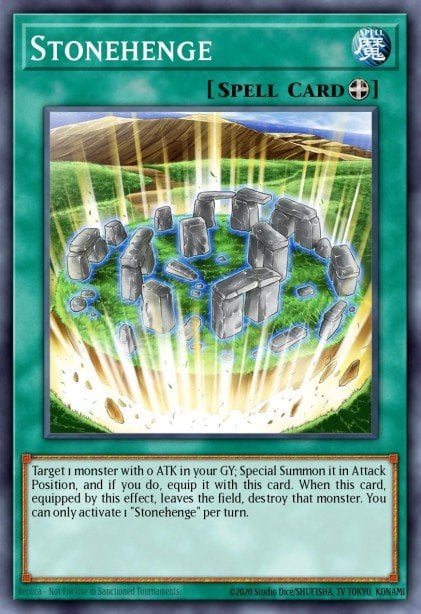 STONEHENGE
SPELL
魔
[SPELL CARD]
Target 1 monster with 0 ATK in your GY; Special Summon it in Attack
Position, and if you do, equip it with this card. When this card,
equipped by this effect, leaves the field, destroy that monster. You
can only activate 1 "Stonehenge" per turn.
Replica - Not For Use in Sanctioned Tournaments
©2020 Studio Dice/SHUEISHA, TV TOKYO, KONAMI